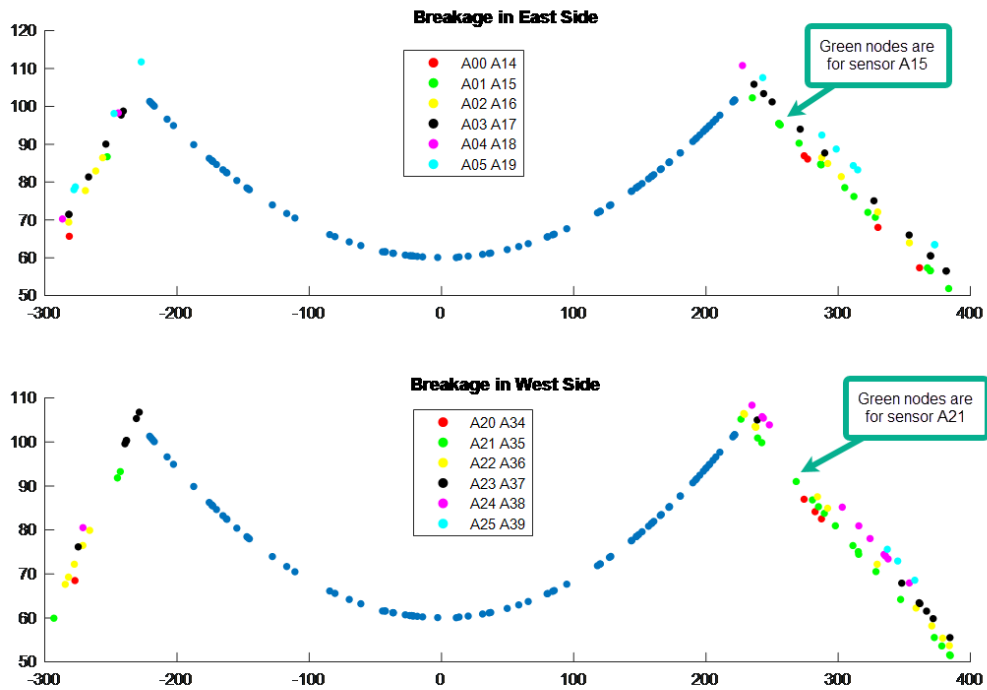 Breakage in East Side
120
110
100
90
80
70
60
50
-300
-200
-100
0
100
200
300
400
A00 A14
A01 A15
A02 A16
A03 A17
A04 A18
A05 A19
Green nodes are
for sensor A15
Breakage in West Side
110
100
90
80
70
60
50
-300
-200
-100
0
100
200
300
400
A20 A34
A21 A35
A22 A36
A23 A37
A24 A38
A25 A39
Green nodes are
for sensor A21